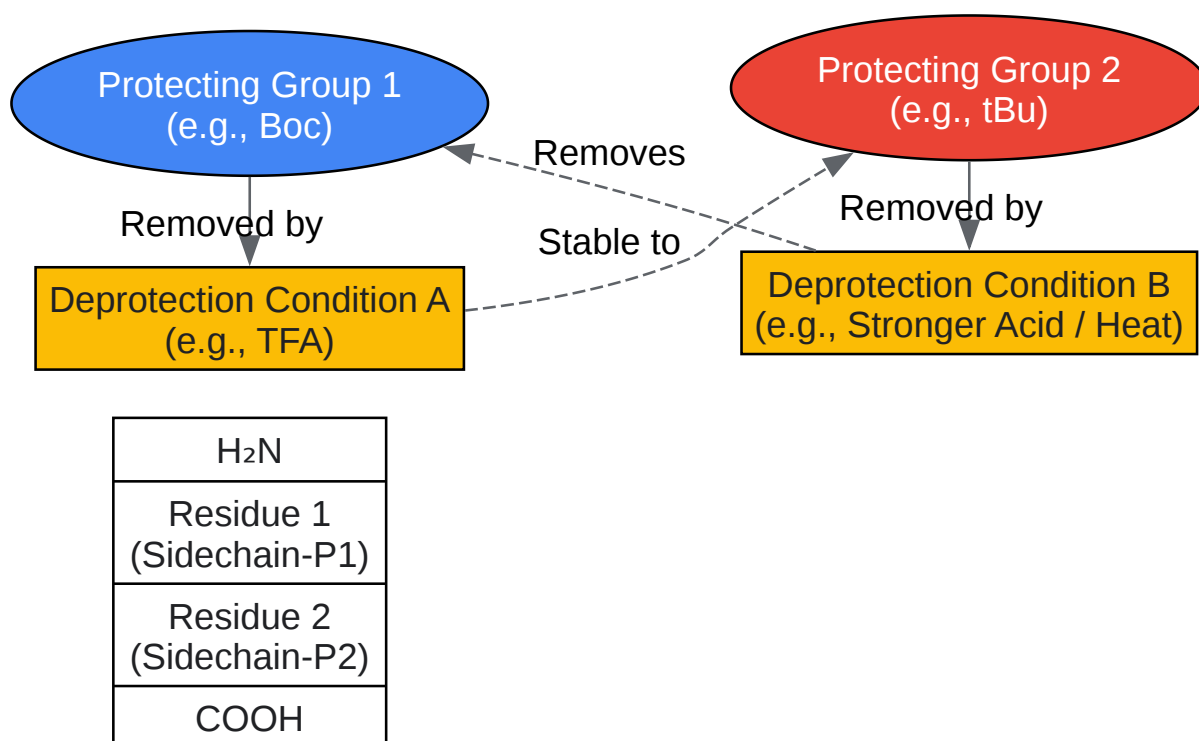 Protecting Group 1
(e.g., Boc)
Protecting Group 2
(e.g., tBu)
Removes
Removed by
Removed by
Stable to
Deprotection Condition A
(e.g., TFA)
Deprotection Condition B
(e.g., Stronger Acid / Heat)
H₂N
Residue 1
(Sidechain-P1)
Residue 2
(Sidechain-P2)
COOH